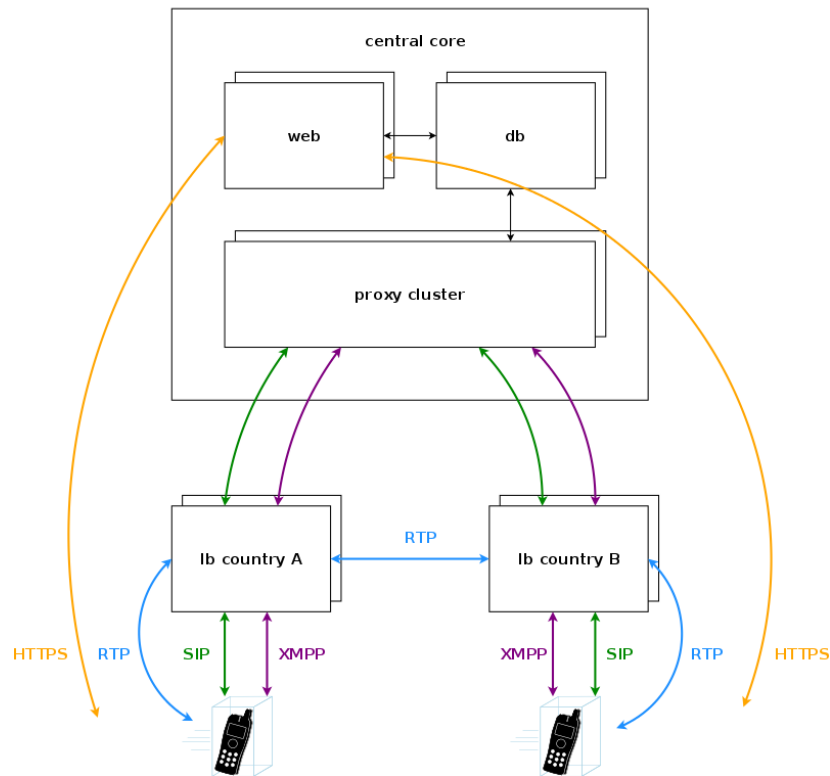 central core
web
db
proxy cluster
lb country A
RTP
lb country B
HTTPS
RTP
SIP
XMPP
XMPP
SIP
RTP
HTTPS